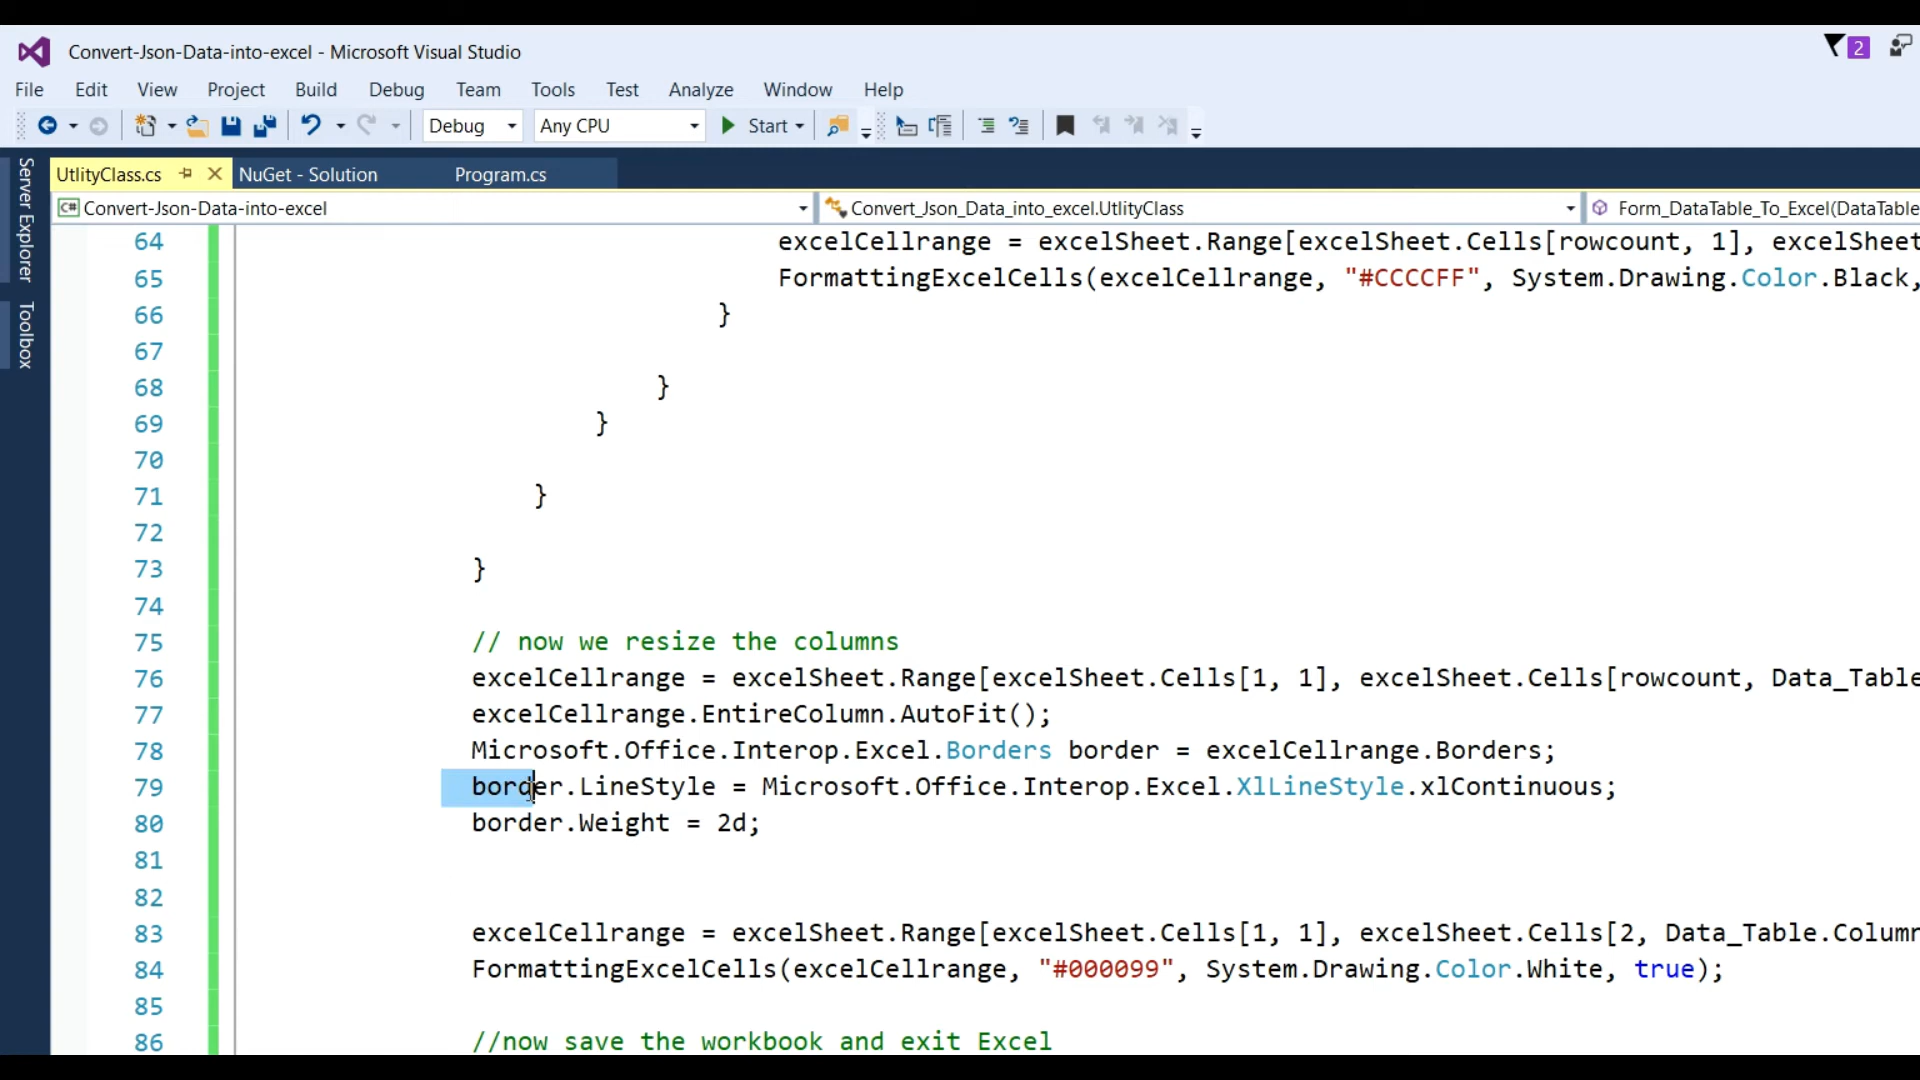 Convert-Json-Data-into-excel - Microsoft Visual Studio
2
File Edit View Project Build Debug Team Tools Test Analyze Window Help
Debug Any CPU Start
Server Explorer
Toolbox
UtlityClass.cs NuGet - Solution Program.cs
C# Convert-Json-Data-into-excel Convert_Json_Data_into_excel.UtlityClass Form_DataTable_To_Excel(DataTable
64 excelCellrange = excelSheet.Range[excelSheet.Cells[rowcount, 1], excelSheet
65 FormattingExcelCells(excelCellrange, "#CCCCFF", System.Drawing.Color.Black,
66 }
67
68 }
69 }
70
71 }
72
73 }
74
75 // now we resize the columns
76 excelCellrange = excelSheet.Range[excelSheet.Cells[1, 1], excelSheet.Cells[rowcount, Data_Table
77 excelCellrange.EntireColumn.AutoFit();
78 Microsoft.Office.Interop.Excel.Borders border = excelCellrange.Borders;
79 border.LineStyle = Microsoft.Office.Interop.Excel.XlLineStyle.xlContinuous;
80 border.Weight = 2d;
81
82
83 excelCellrange = excelSheet.Range[excelSheet.Cells[1, 1], excelSheet.Cells[2, Data_Table.Column
84 FormattingExcelCells(excelCellrange, "#000099", System.Drawing.Color.White, true);
85
86 //now save the workbook and exit Excel